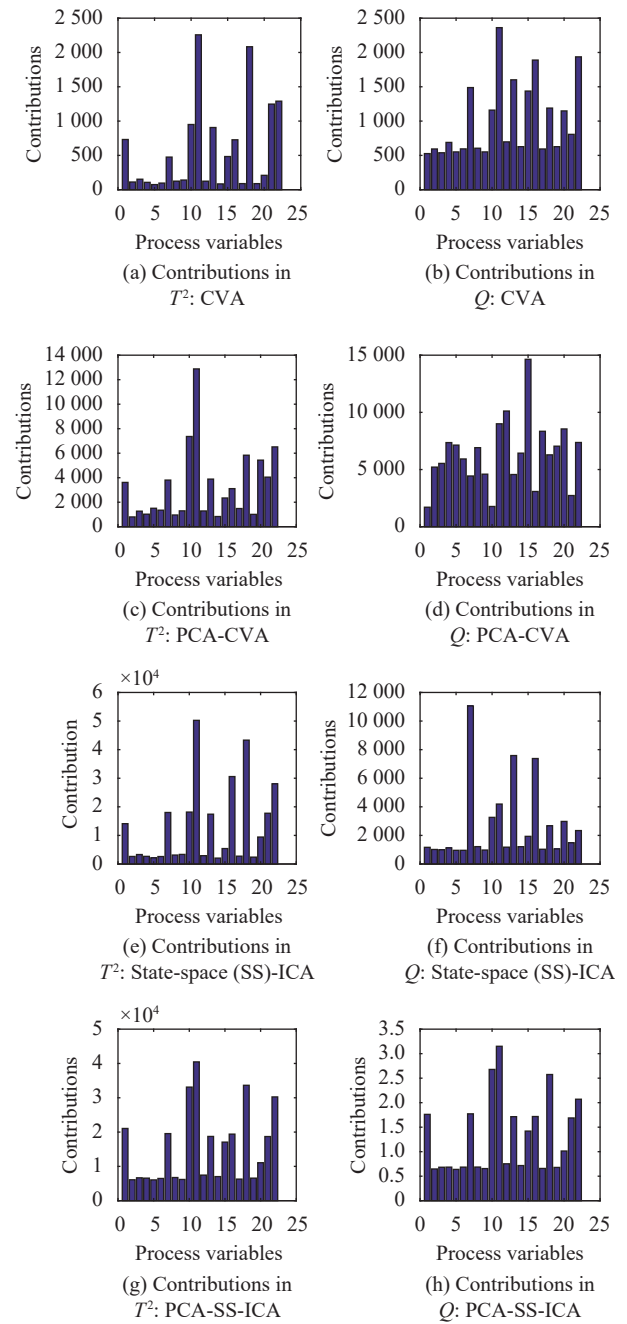 2 500
2 000
1 500
1 000
500
0
Contributions
0 5 10 15 20 25
Process variables
(a) Contributions in
T²: CVA
2 500
2 000
1 500
1 000
500
0
Contributions
0 5 10 15 20 25
Process variables
(b) Contributions in
Q: CVA
14 000
12 000
10 000
8 000
6 000
4 000
2 000
0
Contributions
0 5 10 15 20 25
Process variables
(c) Contributions in
T²: PCA-CVA
15 000
10 000
5 000
0
Contributions
0 5 10 15 20 25
Process variables
(d) Contributions in
Q: PCA-CVA
×10⁴
6
5
4
3
2
1
0
Contribution
0 5 10 15 20 25
Process variables
(e) Contributions in
T²: State-space (SS)-ICA
12 000
10 000
8 000
6 000
4 000
2 000
0
Contributions
0 5 10 15 20 25
Process variables
(f) Contributions in
Q: State-space (SS)-ICA
×10⁴
5
4
3
2
1
0
Contributions
0 5 10 15 20 25
Process variables
(g) Contributions in
T²: PCA-SS-ICA
3.5
3.0
2.5
2.0
1.5
1.0
0.5
0
Contributions
0 5 10 15 20 25
Process variables
(h) Contributions in
Q: PCA-SS-ICA